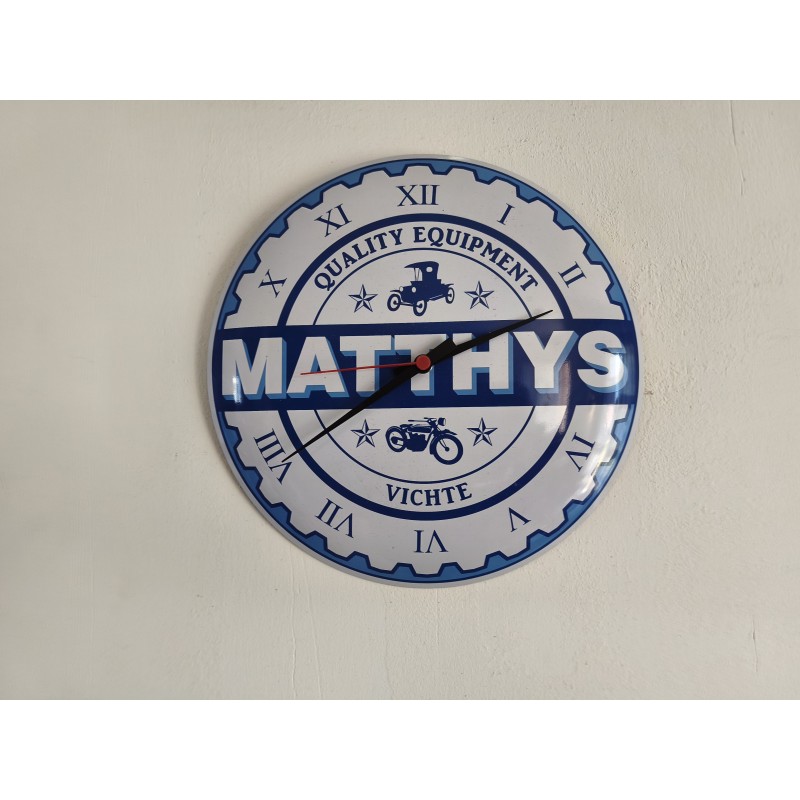 XII
I
II
IV
V
VI
VII
VIII
X
XI
QUALITY EQUIPMENT
MATTHYS
VICHTE